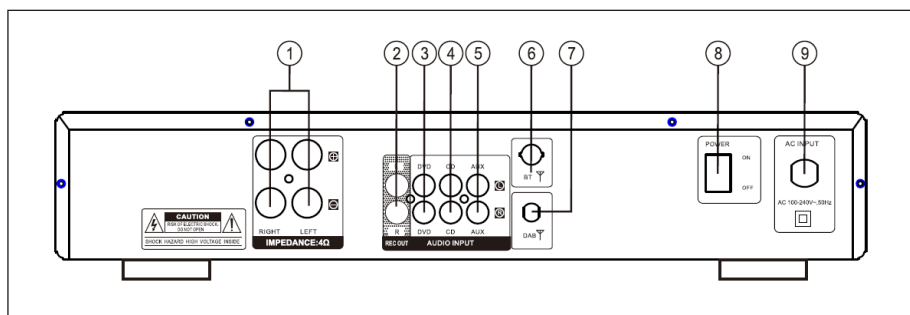 1 2 3 4 5 6 7 8 9
POWER
ON
OFF
AC INPUT
AC 100-240V~,50Hz
BT
DAB
DVD CD AUX
L
R
R DVD CD AUX
REC OUT AUDIO INPUT
RIGHT LEFT
IMPEDANCE:4Ω
CAUTION
RISK OF ELECTRIC SHOCK,
DO NOT OPEN
SHOCK HAZARD HIGH VOLTAGE INSIDE